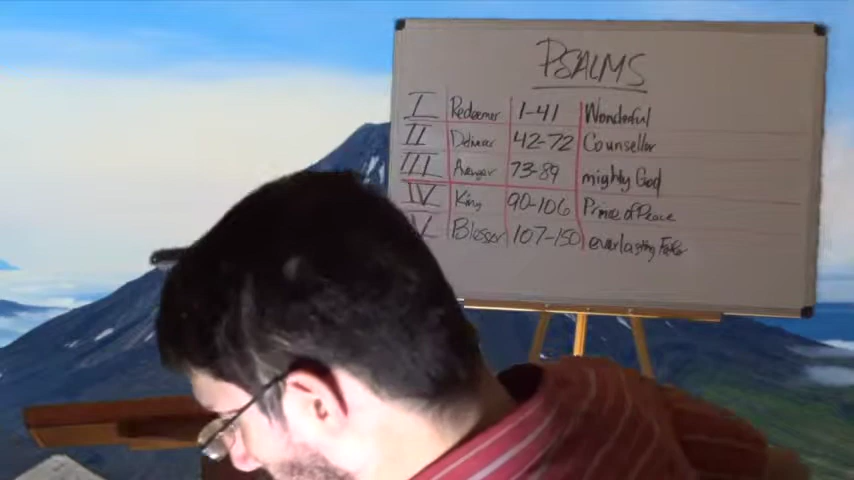 PSALMS
I Redeemer 1-41 Wonderful
II Deliverer 42-72 Counsellor
III Avenger 73-89 mighty God
IV King 90-106 Prince of Peace
V Blesser 107-150 everlasting Father